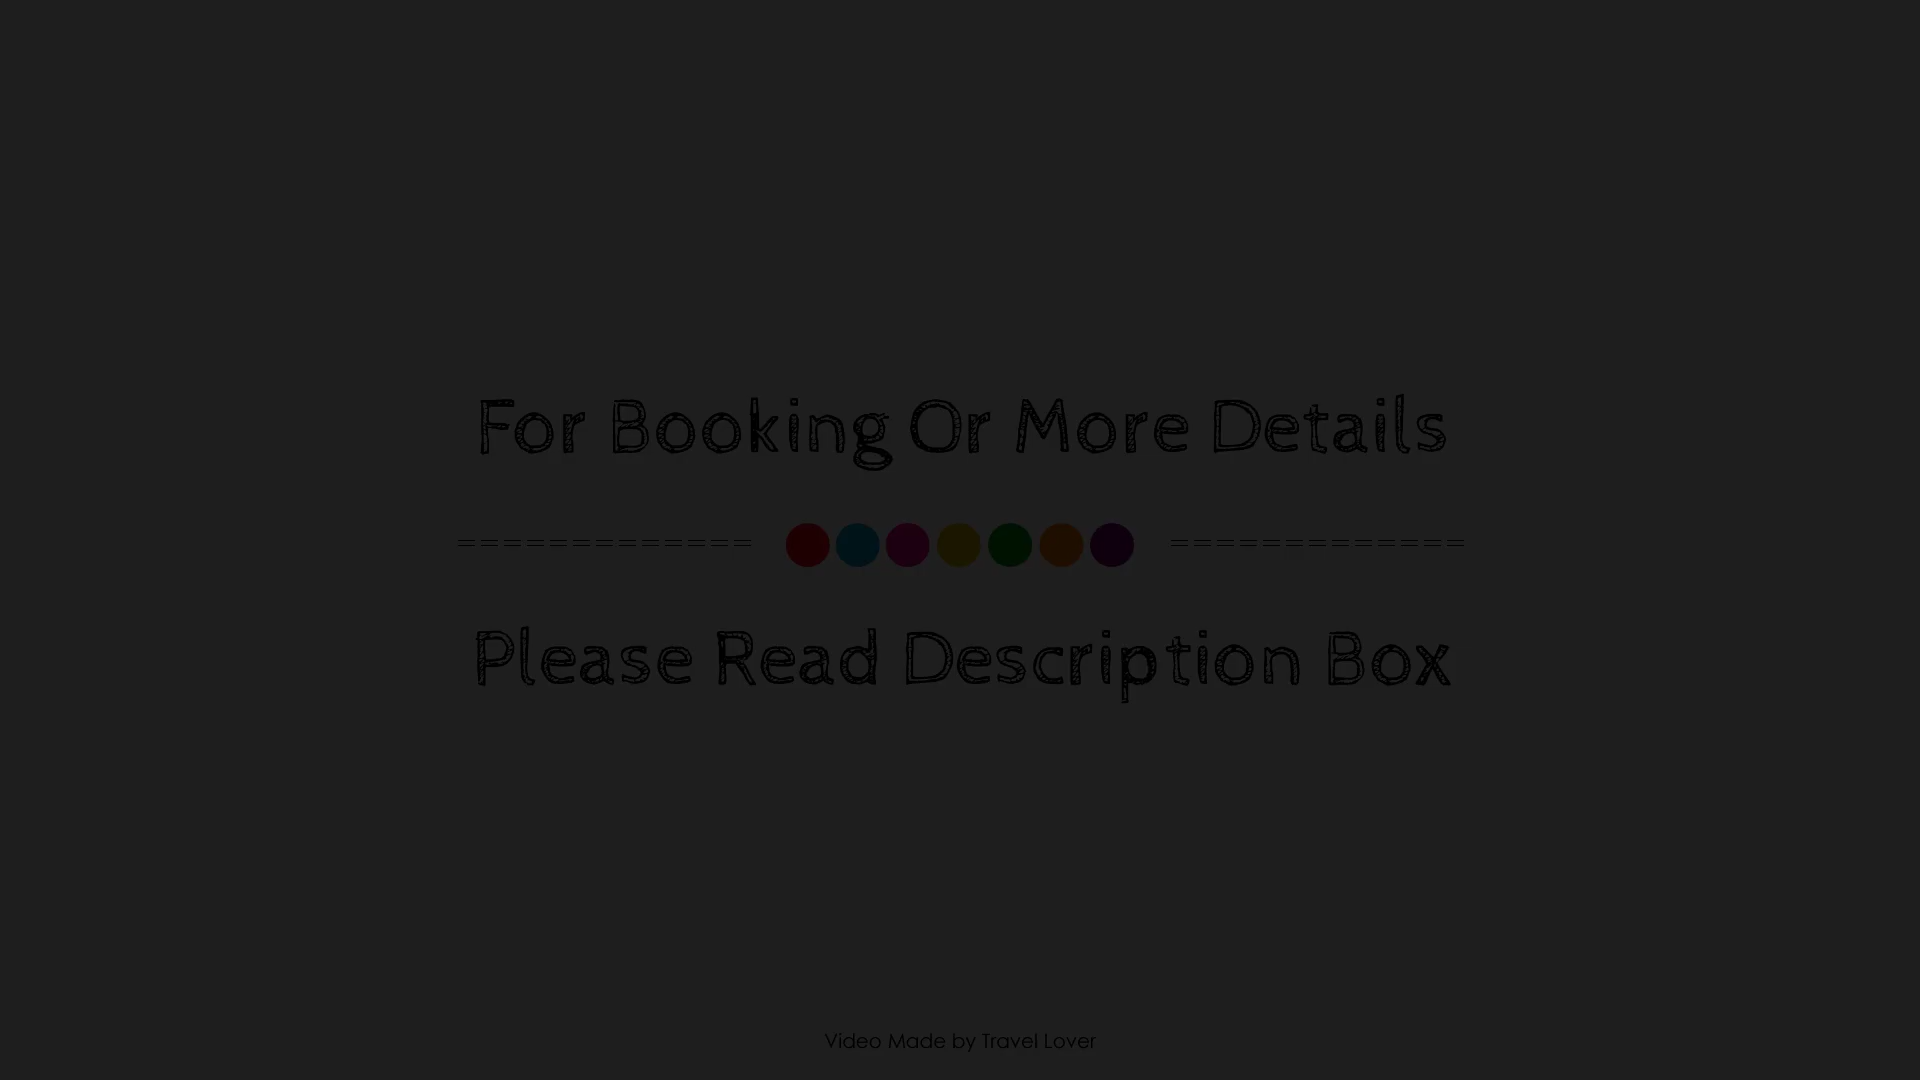 For Booking Or More Details
============= =============
Please Read Description Box
Video Made by Travel Lover